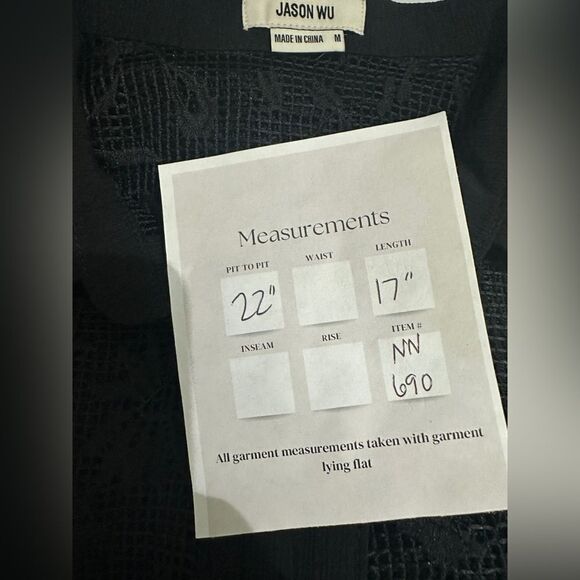 JASON WU
MADE IN CHINA M
Measurements
PIT TO PIT WAIST LENGTH
22" 17"
INSEAM RISE ITEM #
NN
690
All garment measurements taken with garment
lying flat